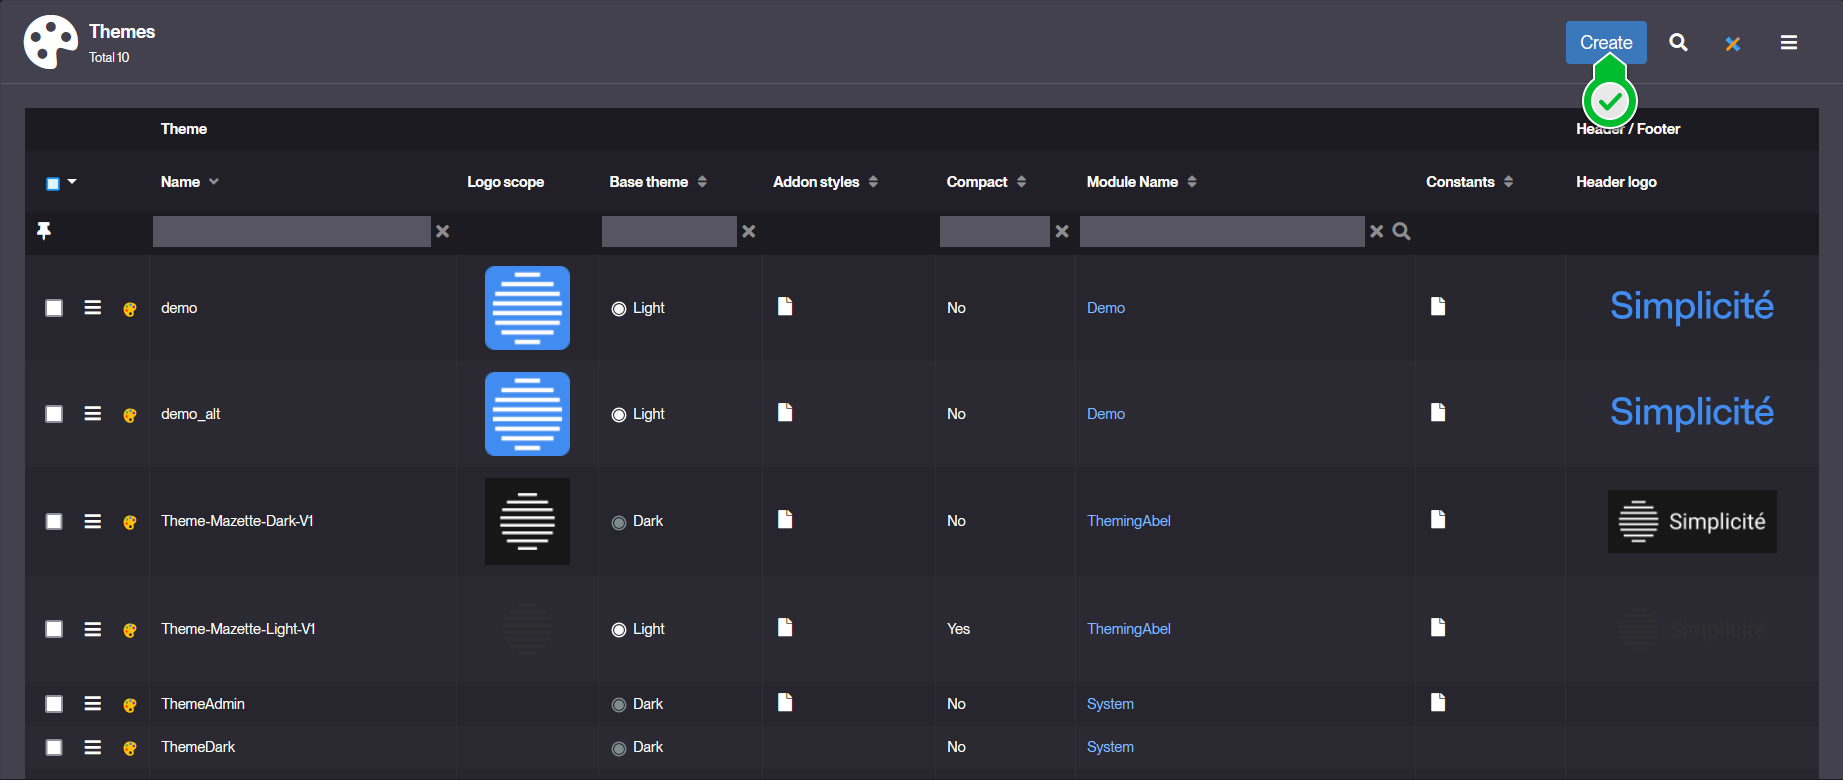 Themes
Total 10
Create
Theme
Header / Footer
Name
Logo scope
Base theme
Addon styles
Compact
Module Name
Constants
Header logo
demo
Light
No
Demo
Simplicité
demo_alt
Light
No
Demo
Simplicité
Theme-Mazette-Dark-V1
Dark
No
ThemingAbel
Simplicité
Theme-Mazette-Light-V1
Light
Yes
ThemingAbel
Simplicité
ThemeAdmin
Dark
No
System
ThemeDark
Dark
No
System